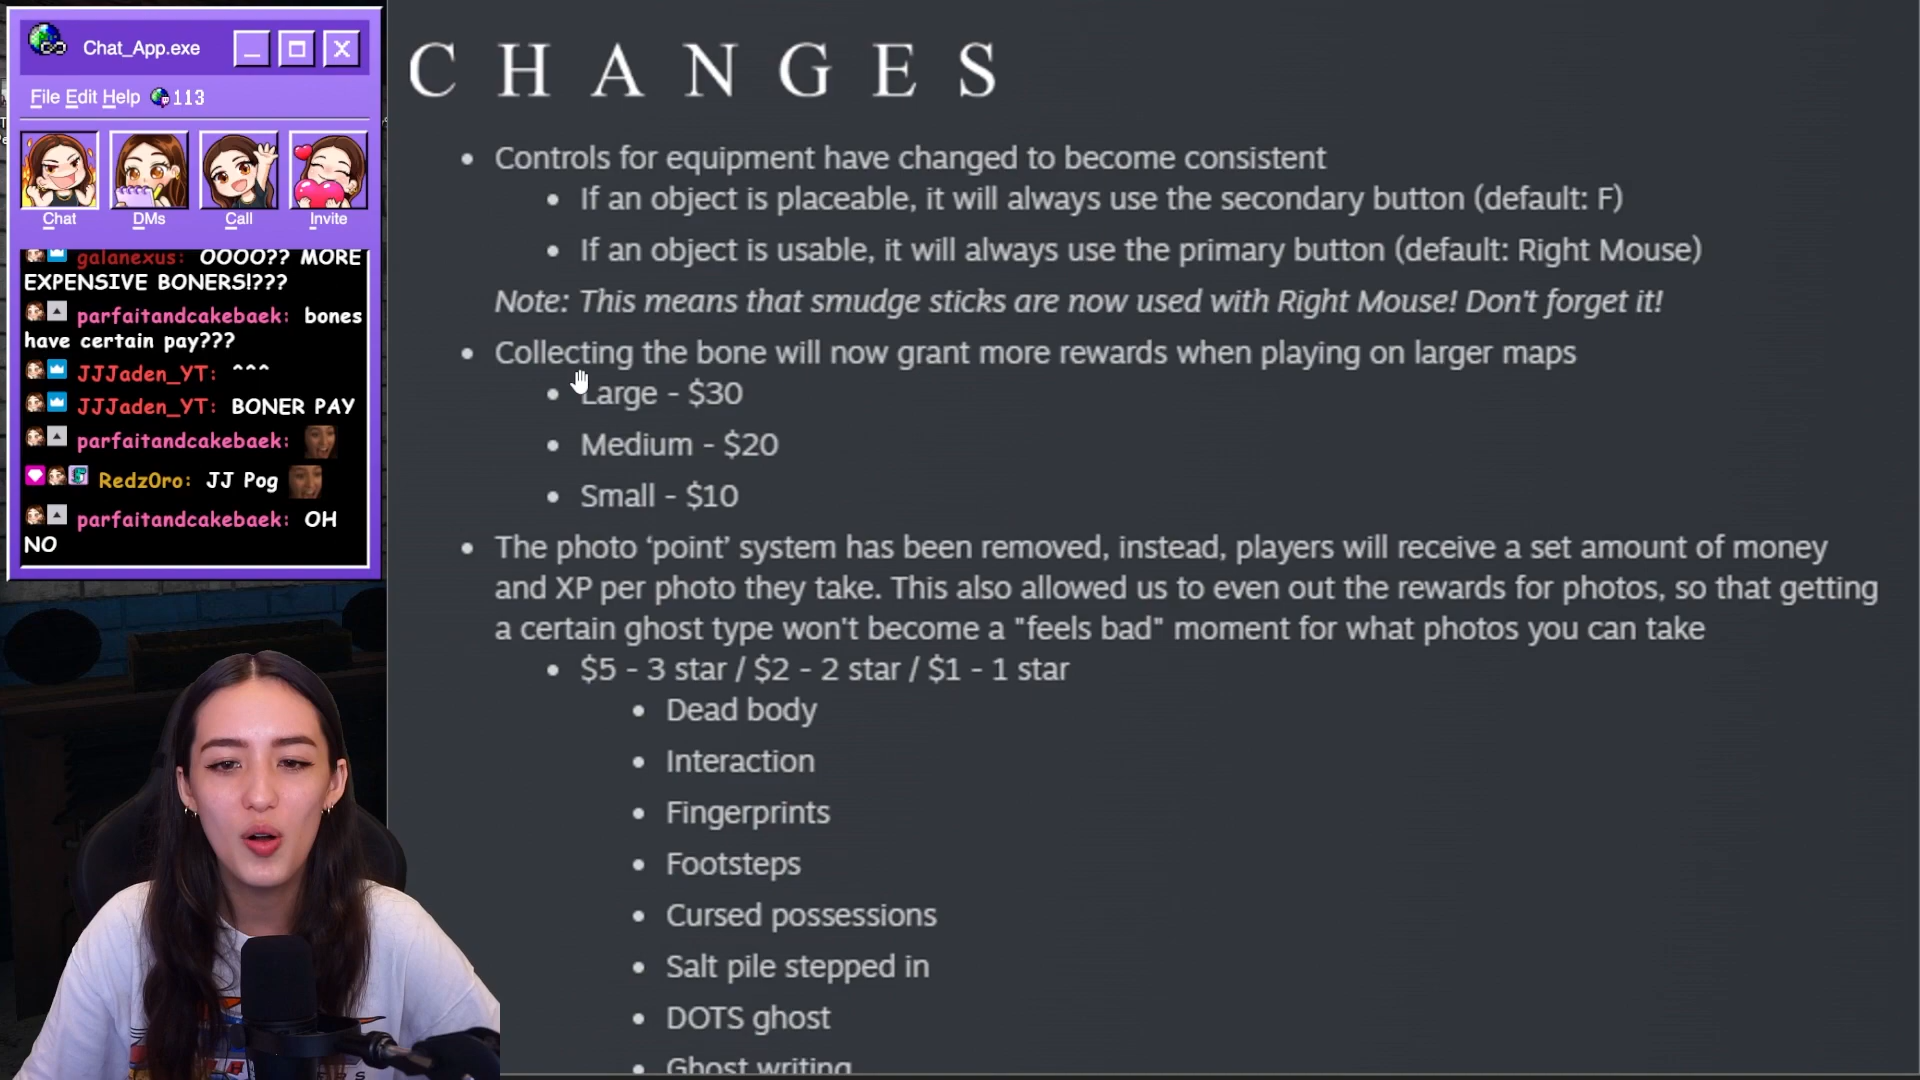 Chat_App.exe
File Edit Help 113
Chat DMs Call Invite
galanexus: OOOO?? MORE
EXPENSIVE BONERS!???
parfaitandcakebaek: bones
have certain pay???
JJJaden_YT: ^^^
JJJaden_YT: BONER PAY
parfaitandcakebaek:
Redz0ro: JJ Pog
parfaitandcakebaek: OH
NO
CHANGES
• Controls for equipment have changed to become consistent
• If an object is placeable, it will always use the secondary button (default: F)
• If an object is usable, it will always use the primary button (default: Right Mouse)
Note: This means that smudge sticks are now used with Right Mouse! Don't forget it!
• Collecting the bone will now grant more rewards when playing on larger maps
• Large - $30
• Medium - $20
• Small - $10
• The photo ‘point’ system has been removed, instead, players will receive a set amount of money
and XP per photo they take. This also allowed us to even out the rewards for photos, so that getting
a certain ghost type won't become a "feels bad" moment for what photos you can take
• $5 - 3 star / $2 - 2 star / $1 - 1 star
• Dead body
• Interaction
• Fingerprints
• Footsteps
• Cursed possessions
• Salt pile stepped in
• DOTS ghost
• Ghost writing